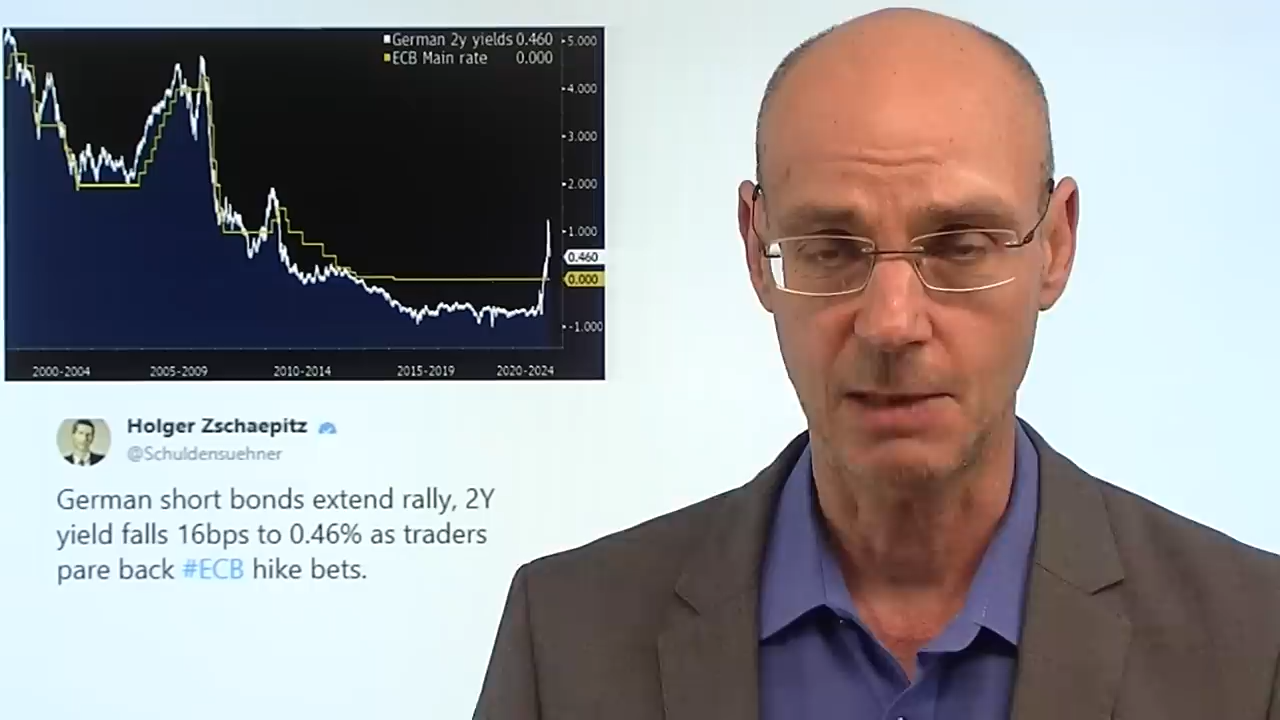 German 2y yields 0.460
ECB Main rate 0.000
5.000
4.000
3.000
2.000
1.000
0.460
0.000
-1.000
2000-2004 2005-2009 2010-2014 2015-2019 2020-2024
Holger Zschaepitz
@Schuldensuehner
German short bonds extend rally, 2Y
yield falls 16bps to 0.46% as traders
pare back #ECB hike bets.